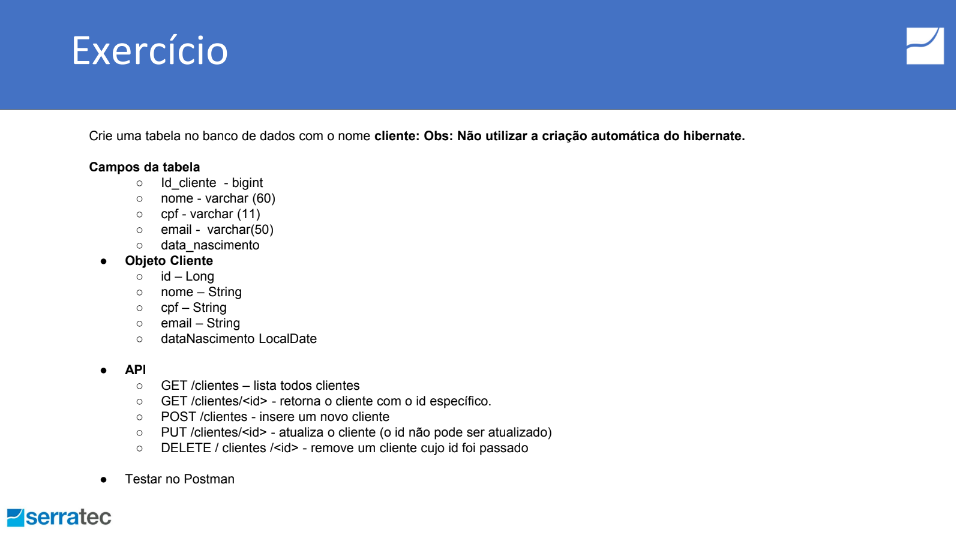 Exercício
Crie uma tabela no banco de dados com o nome cliente: Obs: Não utilizar a criação automática do hibernate.
Campos da tabela
○ Id_cliente - bigint
○ nome - varchar (60)
○ cpf - varchar (11)
○ email - varchar(50)
○ data_nascimento
● Objeto Cliente
○ id – Long
○ nome – String
○ cpf – String
○ email – String
○ dataNascimento LocalDate
● API
○ GET /clientes – lista todos clientes
○ GET /clientes/<id> - retorna o cliente com o id específico.
○ POST /clientes - insere um novo cliente
○ PUT /clientes/<id> - atualiza o cliente (o id não pode ser atualizado)
○ DELETE / clientes /<id> - remove um cliente cujo id foi passado
● Testar no Postman
serratec